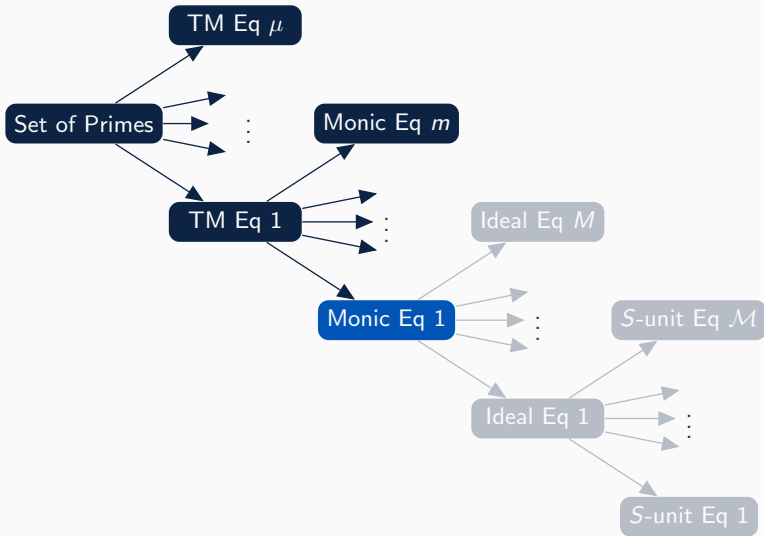 TM Eq μ
Set of Primes
⋮
Monic Eq m
TM Eq 1
⋮
Ideal Eq M
Monic Eq 1
⋮
S-unit Eq ℳ
Ideal Eq 1
⋮
S-unit Eq 1